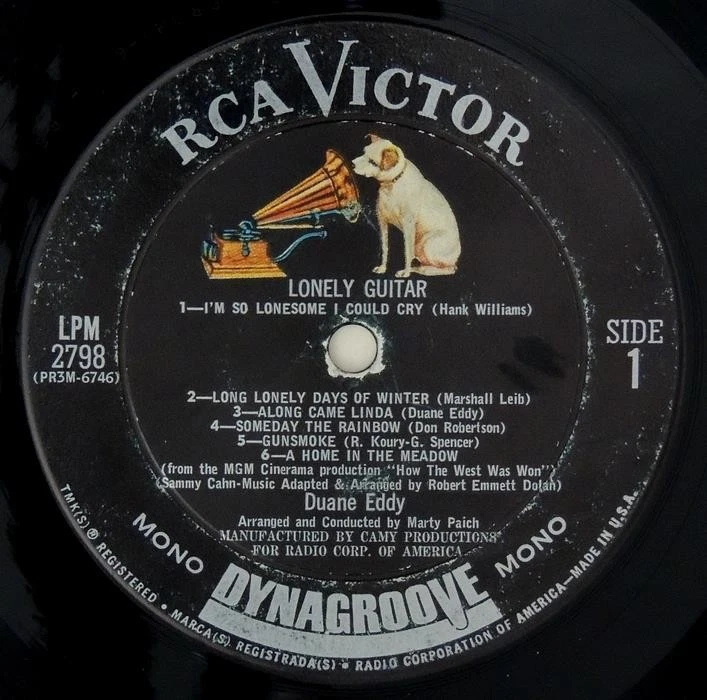 RCA VICTOR
LONELY GUITAR
1—I'M SO LONESOME I COULD CRY (Hank Williams)
LPM
2798
(PR3M-6746)
SIDE
1
2—LONG LONELY DAYS OF WINTER (Marshall Leib)
3—ALONG CAME LINDA (Duane Eddy)
4—SOMEDAY THE RAINBOW (Don Robertson)
5—GUNSMOKE (R. Koury-G. Spencer)
6—A HOME IN THE MEADOW
(from the MGM Cinerama production "How The West Was Won")
(Sammy Cahn-Music Adapted & Arranged by Robert Emmett Dolan)
Duane Eddy
Arranged and Conducted by Marty Paich
MANUFACTURED BY CAMY PRODUCTIONS
FOR RADIO CORP. OF AMERICA
MONO
DYNAGROOVE
MONO
TMK(S) ® REGISTERED • MARCA(S) REGISTRADA(S) • RADIO CORPORATION OF AMERICA—MADE IN U.S.A.